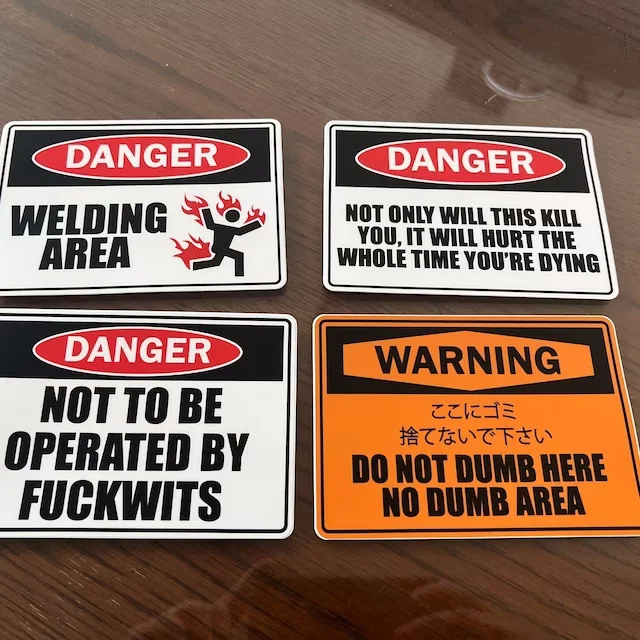 DANGER
WELDING
AREA
DANGER
NOT ONLY WILL THIS KILL
YOU, IT WILL HURT THE
WHOLE TIME YOU'RE DYING
DANGER
NOT TO BE
OPERATED BY
FUCKWITS
WARNING
ここにゴミ
捨てないで下さい
DO NOT DUMB HERE
NO DUMB AREA